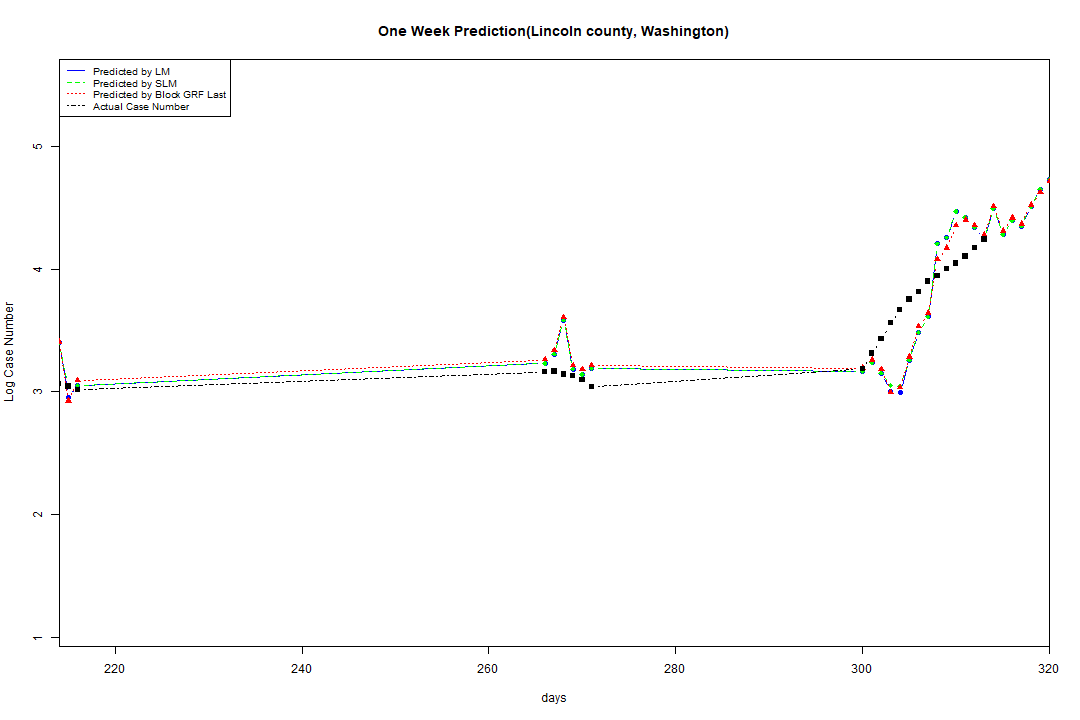 One Week Prediction(Lincoln county, Washington)
Predicted by LM
Predicted by SLM
Predicted by Block GRF Last
Actual Case Number
5
4
3
2
1
Log Case Number
220 240 260 280 300 320
days